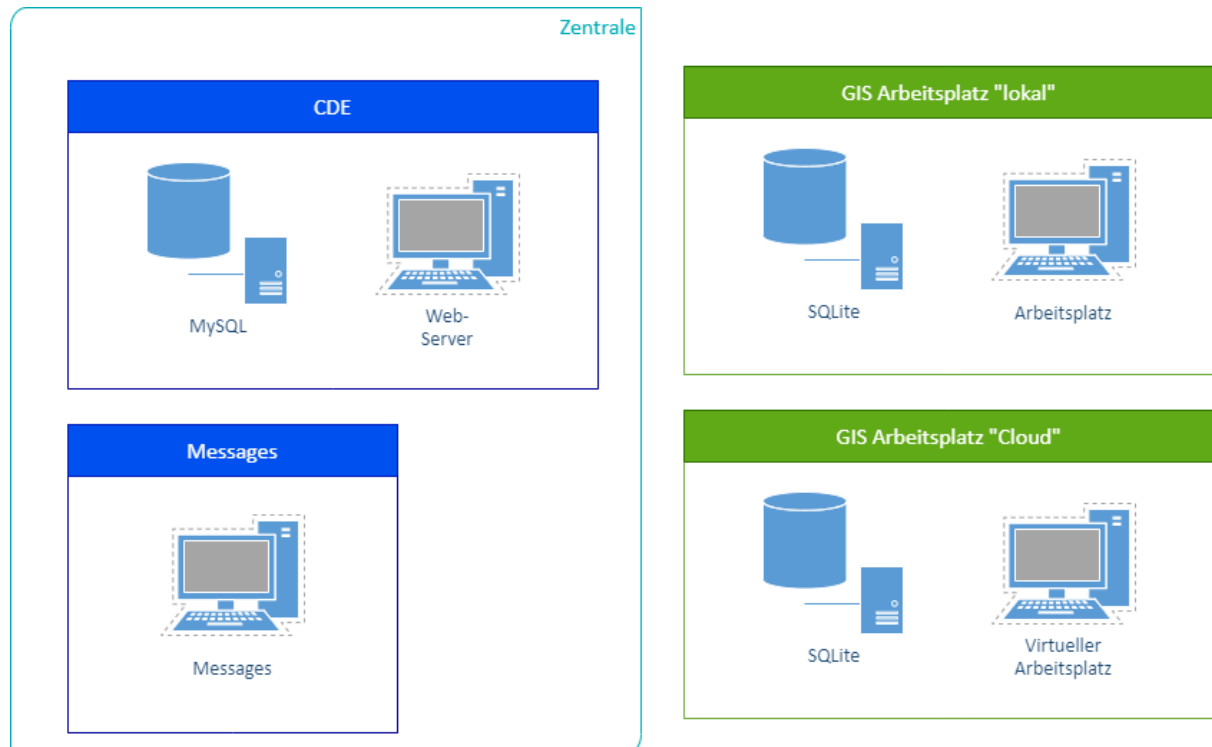 Zentrale
CDE
MySQL
Web-
Server
Messages
Messages
GIS Arbeitsplatz "lokal"
SQLite
Arbeitsplatz
GIS Arbeitsplatz "Cloud"
SQLite
Virtueller
Arbeitsplatz